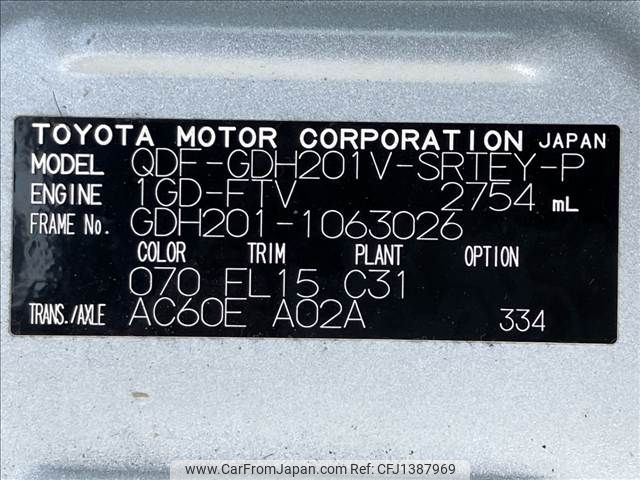 TOYOTA MOTOR CORPORATION JAPAN
MODEL QDF-GDH201V-SRTEY-P
ENGINE 1GD-FTV 2754 mL
FRAME No. GDH201-1063026
COLOR TRIM PLANT OPTION
070 FL15 C31
TRANS./AXLE AC60E A02A 334
www.CarFromJapan.com Ref:CFJ1387969